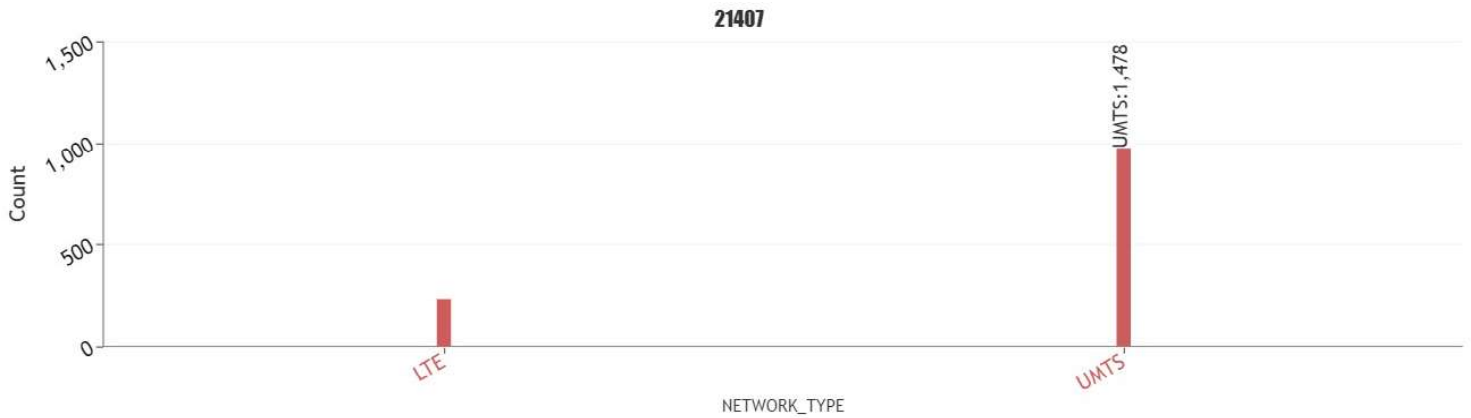 21407
1,500
1,000
500
0
Count
UMTS:1,478
LTE
UMTS
NETWORK_TYPE